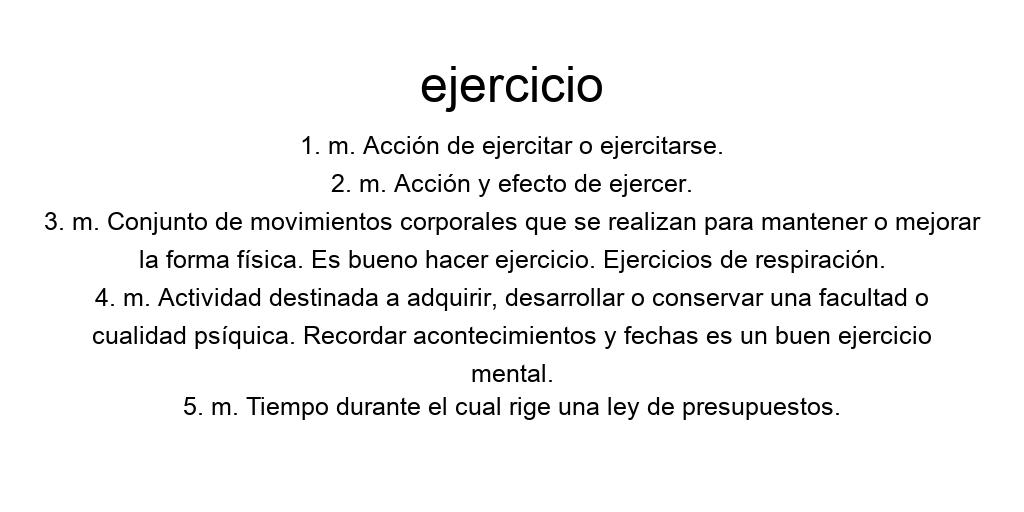 ejercicio
1. m. Acción de ejercitar o ejercitarse.
2. m. Acción y efecto de ejercer.
3. m. Conjunto de movimientos corporales que se realizan para mantener o mejorar
la forma física. Es bueno hacer ejercicio. Ejercicios de respiración.
4. m. Actividad destinada a adquirir, desarrollar o conservar una facultad o
cualidad psíquica. Recordar acontecimientos y fechas es un buen ejercicio
mental.
5. m. Tiempo durante el cual rige una ley de presupuestos.